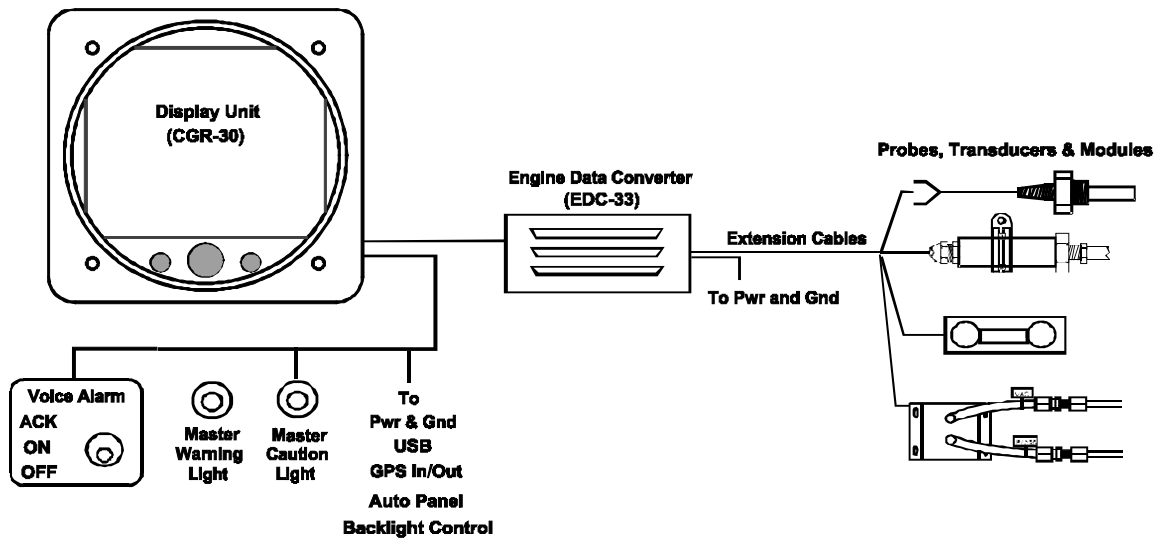 Display Unit
(CGR-30)
Probes, Transducers & Modules
Engine Data Converter
(EDC-33)
Extension Cables
To Pwr and Gnd
Voice Alarm
ACK
ON
OFF
Master
Warning
Light
Master
Caution
Light
To
Pwr & Gnd
USB
GPS In/Out
Auto Panel
Backlight Control